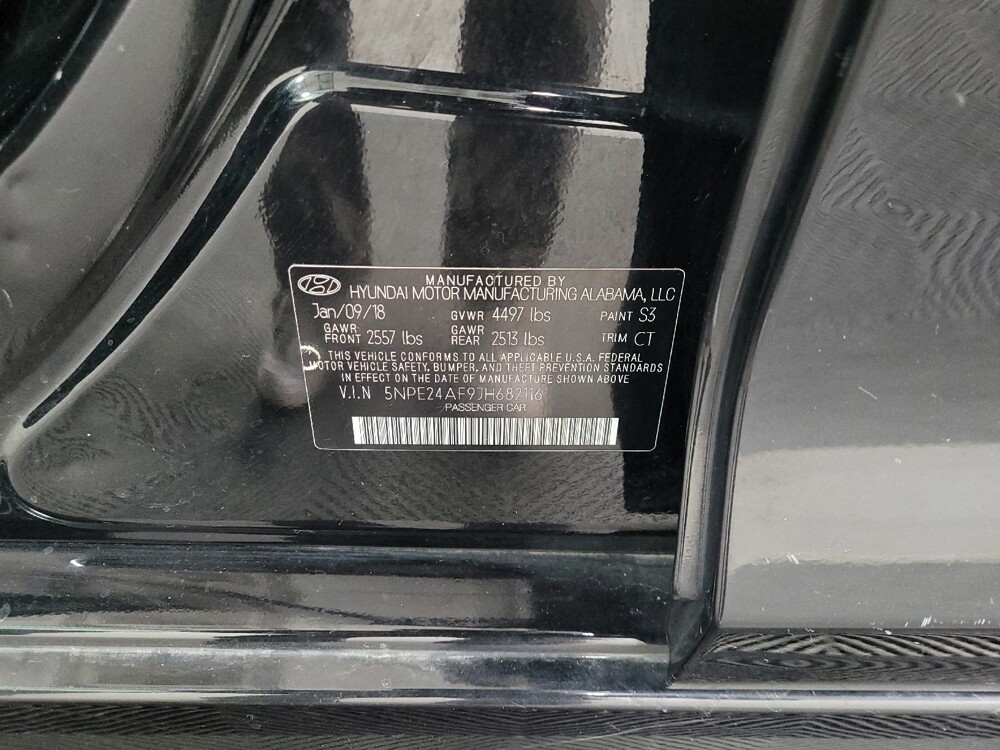 MANUFACTURED BY
HYUNDAI MOTOR MANUFACTURING ALABAMA, LLC
Jan/09/18 GVWR 4497 lbs PAINT S3
GAWR FRONT 2557 lbs GAWR REAR 2513 lbs TRIM CT
THIS VEHICLE CONFORMS TO ALL APPLICABLE U.S.A. FEDERAL
MOTOR VEHICLE SAFETY, BUMPER, AND THEFT PREVENTION STANDARDS
IN EFFECT ON THE DATE OF MANUFACTURE SHOWN ABOVE
V.I.N 5NPE24AF9JH682116
PASSENGER CAR